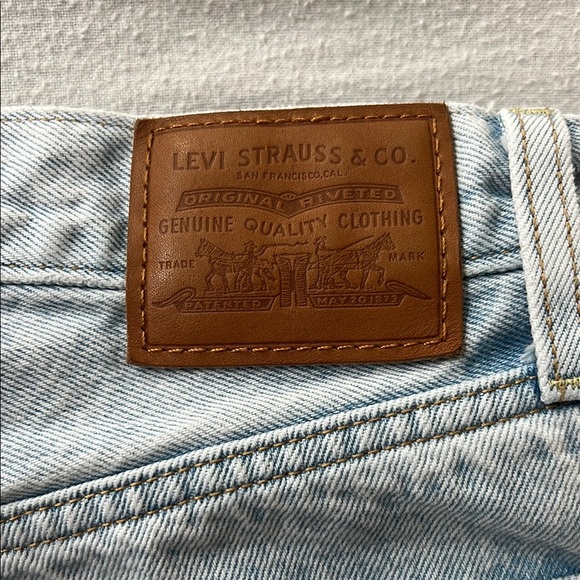 LEVI STRAUSS & CO.
SAN FRANCISCO, CAL.
ORIGINAL RIVETED
GENUINE QUALITY CLOTHING
TRADE MARK
PATENTED MAY 20 1873